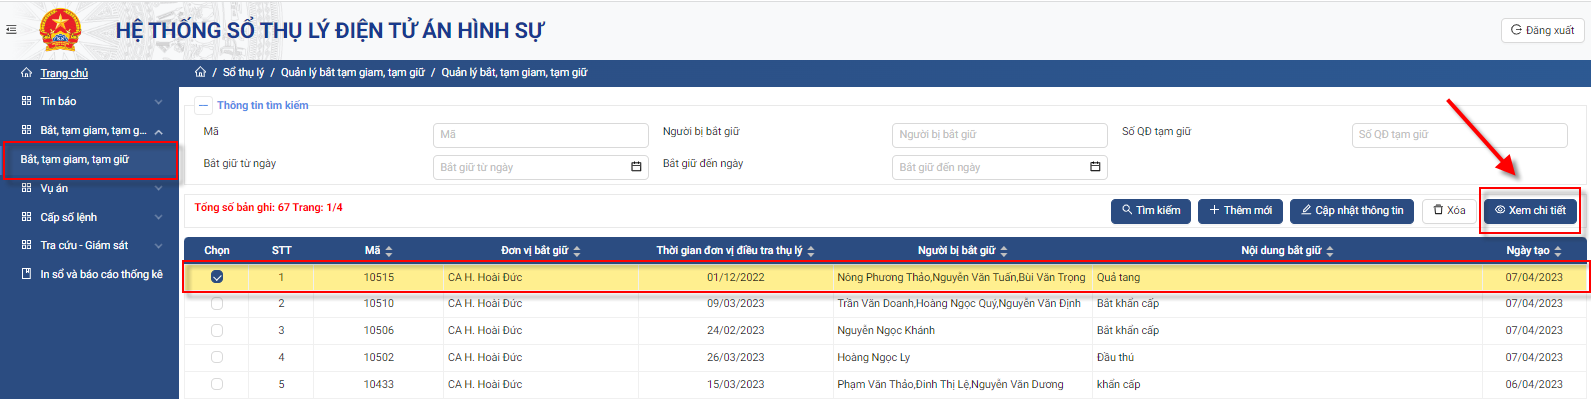 HỆ THỐNG SỔ THỤ LÝ ĐIỆN TỬ ÁN HÌNH SỰ
Đăng xuất
Trang chủ
/ Sổ thụ lý / Quản lý bắt tạm giam, tạm giữ / Quản lý bắt, tạm giam, tạm giữ
Tin báo
Bắt, tạm giam, tạm g...
Bắt, tạm giam, tạm giữ
Vụ án
Cấp số lệnh
Tra cứu - Giám sát
In sổ và báo cáo thống kê
Thông tin tìm kiếm
Mã Mã Người bị bắt giữ Người bị bắt giữ Số QĐ tạm giữ Số QĐ tạm giữ
Bắt giữ từ ngày Bắt giữ từ ngày Bắt giữ đến ngày Bắt giữ đến ngày
Tổng số bản ghi: 67 Trang: 1/4 Tìm kiếm Thêm mới Cập nhật thông tin Xóa Xem chi tiết
Chọn STT Mã Đơn vị bắt giữ Thời gian đơn vị điều tra thụ lý Người bị bắt giữ Nội dung bắt giữ Ngày tạo
1 10515 CA H. Hoài Đức 01/12/2022 Nông Phương Thảo,Nguyễn Văn Tuấn,Bùi Văn Trọng Quả tang 07/04/2023
2 10510 CA H. Hoài Đức 09/03/2023 Trần Văn Doanh,Hoàng Ngọc Quý,Nguyễn Văn Định Bắt khẩn cấp 07/04/2023
3 10506 CA H. Hoài Đức 24/02/2023 Nguyễn Ngọc Khánh Bắt khẩn cấp 07/04/2023
4 10502 CA H. Hoài Đức 26/03/2023 Hoàng Ngọc Ly Đầu thú 07/04/2023
5 10433 CA H. Hoài Đức 15/03/2023 Phạm Văn Thảo,Đinh Thị Lệ,Nguyễn Văn Dương khẩn cấp 06/04/2023